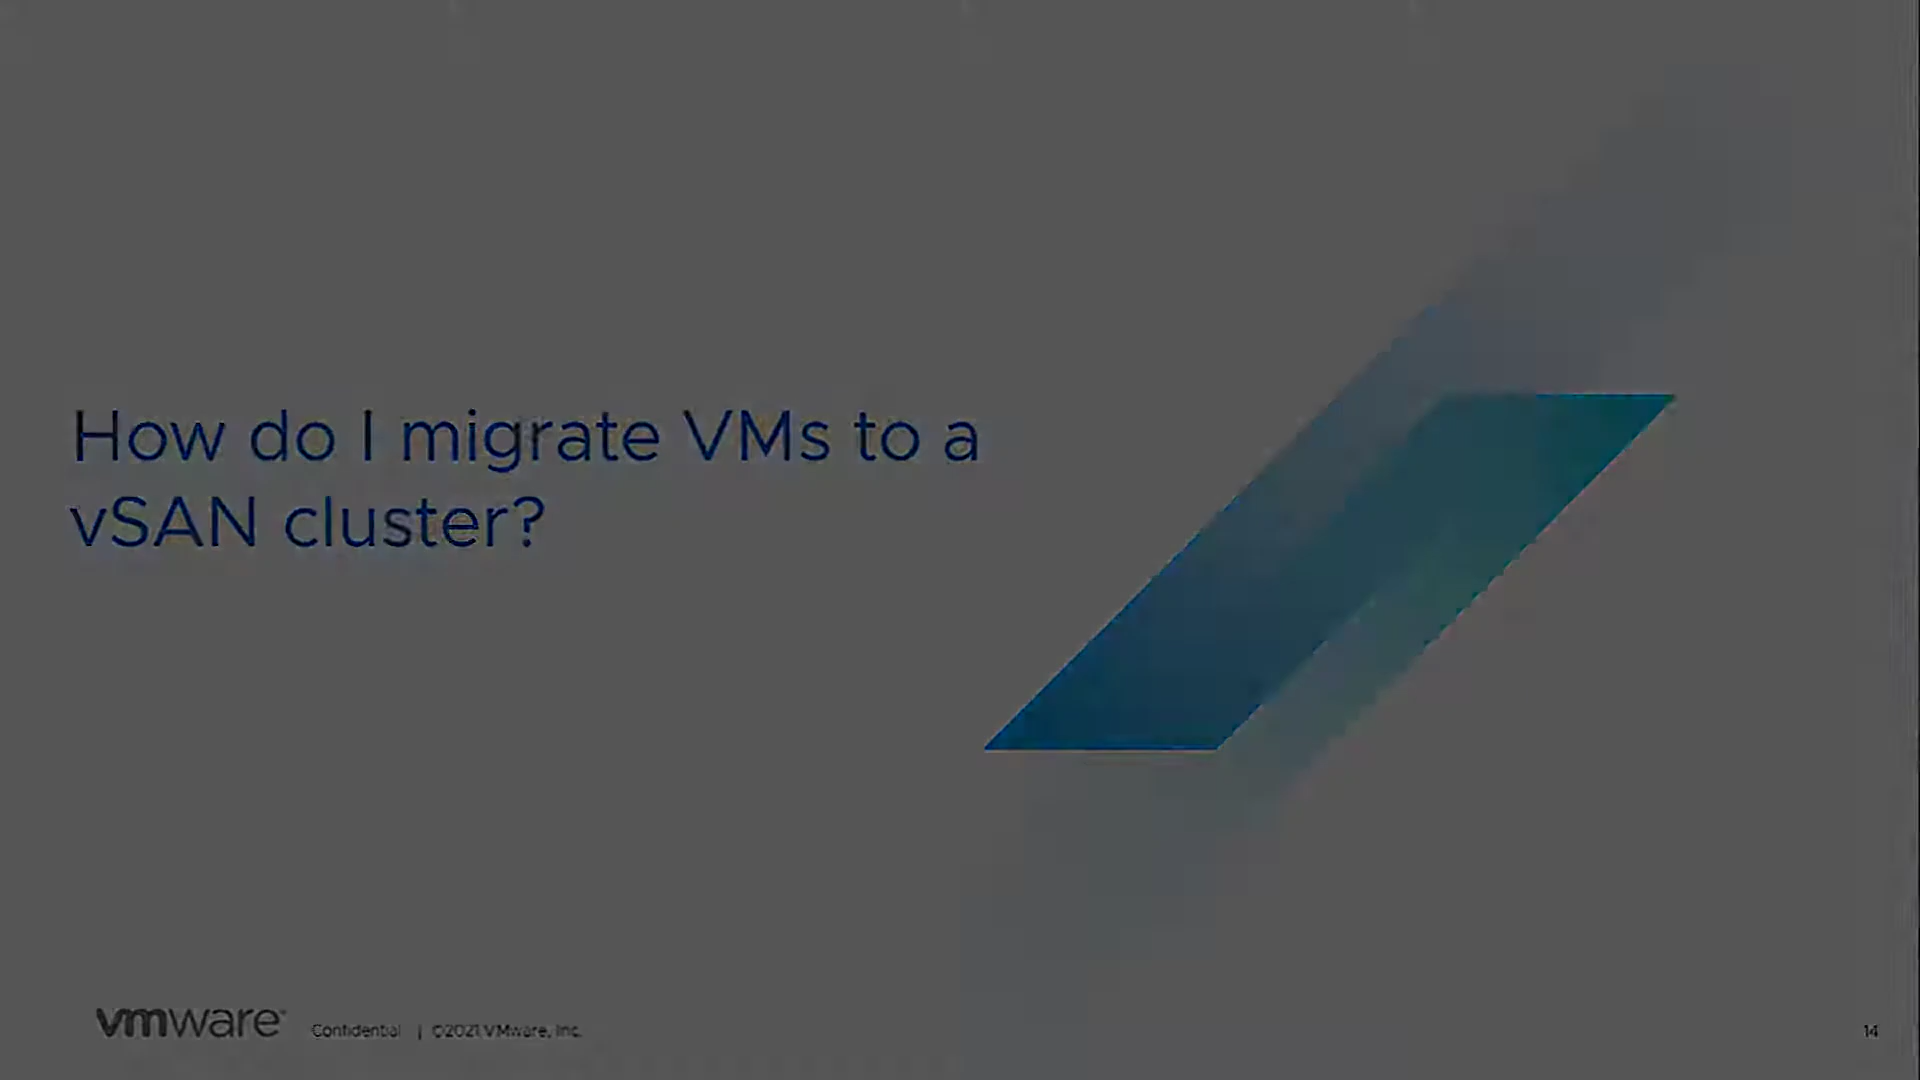 How do I migrate VMs to a
vSAN cluster?
vmware Confidential | ©2021 VMware, Inc.
14